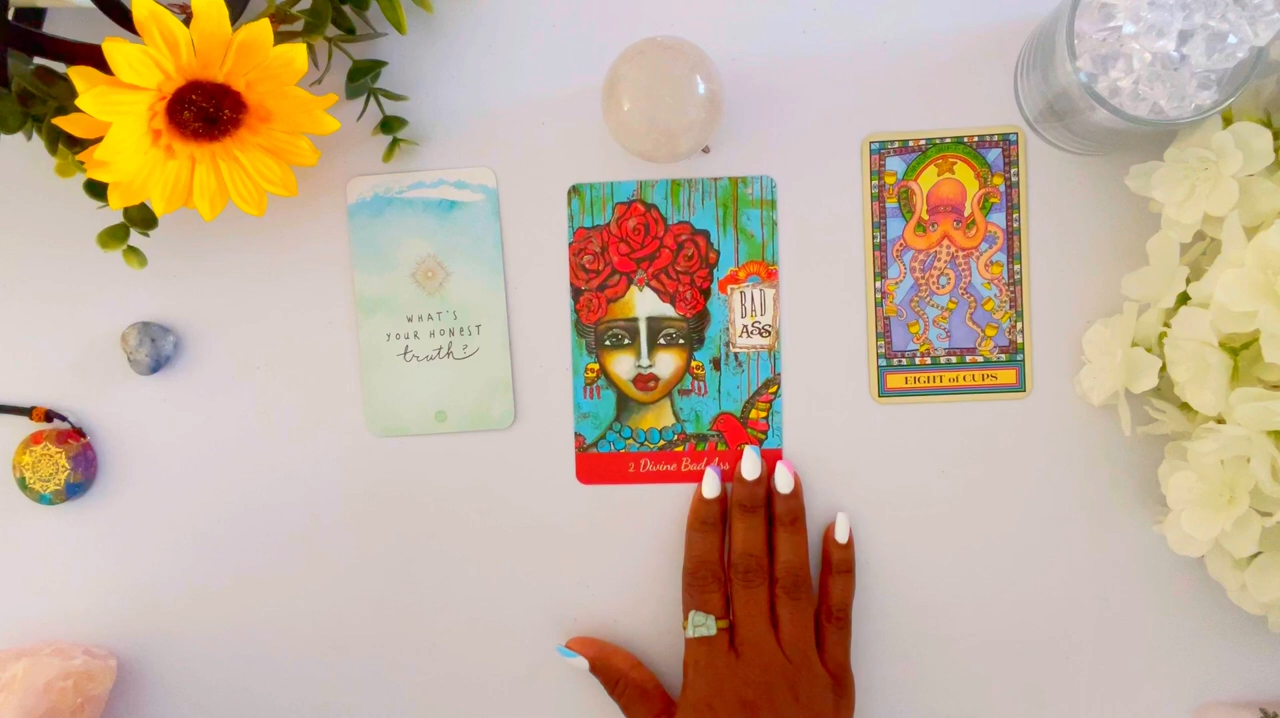 WHAT'S
YOUR HONEST
truth?
BAD
ASS
2 Divine Bad Ass
EIGHT of CUPS